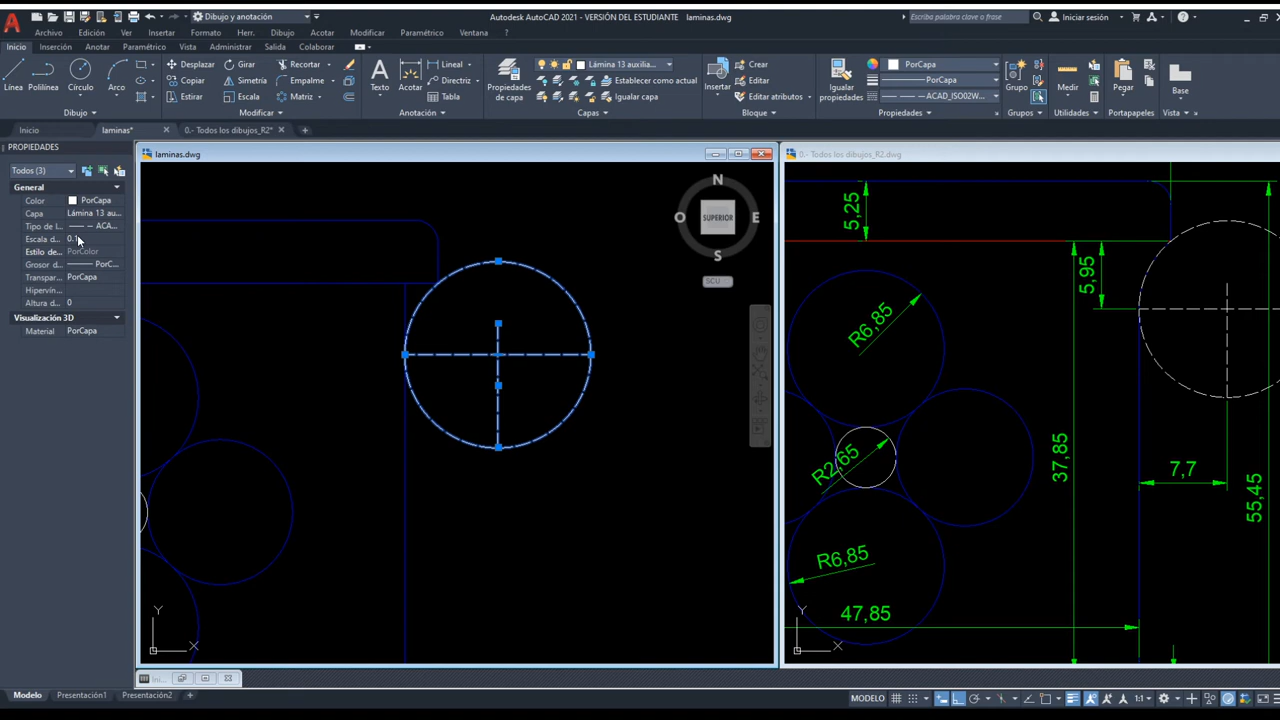 Dibujo y anotación
Autodesk AutoCAD 2021 - VERSIÓN DEL ESTUDIANTE laminas.dwg
Escriba palabra clave o frase
Iniciar sesión
Archivo Edición Ver Insertar Formato Herr. Dibujo Acotar Modificar Paramétrico Ventana ?
Inicio Inserción Anotar Paramétrico Vista Administrar Salida Colaborar
Línea Polilínea Círculo Arco
Desplazar Girar Recortar
Copiar Simetría Empalme
Estirar Escala Matriz
Texto Acotar
Lineal
Directriz
Tabla
Propiedades de capa
Lámina 13 auxilia...
Establecer como actual
Igualar capa
Insertar
Crear
Editar
Editar atributos
Igualar propiedades
PorCapa
PorCapa
ACAD_ISO02W...
Grupo
Medir
Pegar
Base
Dibujo Modificar Anotación Capas Bloque Propiedades Grupos Utilidades Portapap... Vista
Inicio laminas* 0.- Todos los dibujos_R2*
PROPIEDADES
Todos (3)
General
Color PorCapa
Capa Lámina 13 au...
Tipo de l... ACA...
Escala d... 0.1
Estilo de... PorColor
Grosor d... PorC...
Transpar... PorCapa
Hipervín...
Altura d... 0
Visualización 3D
Material PorCapa
laminas.dwg
N
O SUPERIOR E
S
SCU
Y
X
0.- Todos los dibujos_R2.dwg
5,25
5,95
R6,85
R2,65
37,85
7,7
55,45
R6,85
47,85
Y
X
Ini...
Modelo Presentación1 Presentación2
MODELO
1:1